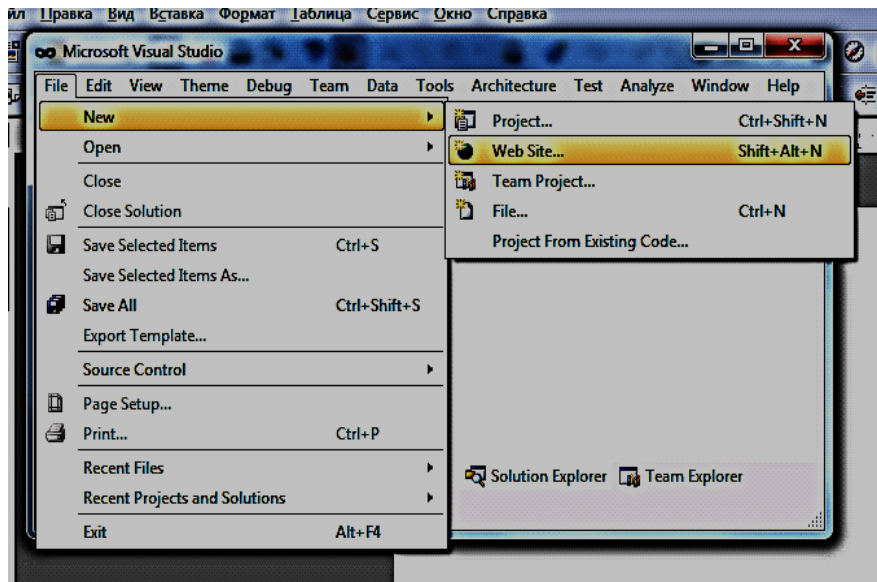 Правка Вид Вставка Формат Таблица Сервис Окно Справка
Microsoft Visual Studio
File Edit View Theme Debug Team Data Tools Architecture Test Analyze Window Help
New
Project... Ctrl+Shift+N
Open
Web Site... Shift+Alt+N
Close
Team Project...
Close Solution
File... Ctrl+N
Save Selected Items Ctrl+S
Project From Existing Code...
Save Selected Items As...
Save All Ctrl+Shift+S
Export Template...
Source Control
Page Setup...
Print... Ctrl+P
Recent Files
Solution Explorer Team Explorer
Recent Projects and Solutions
Exit Alt+F4